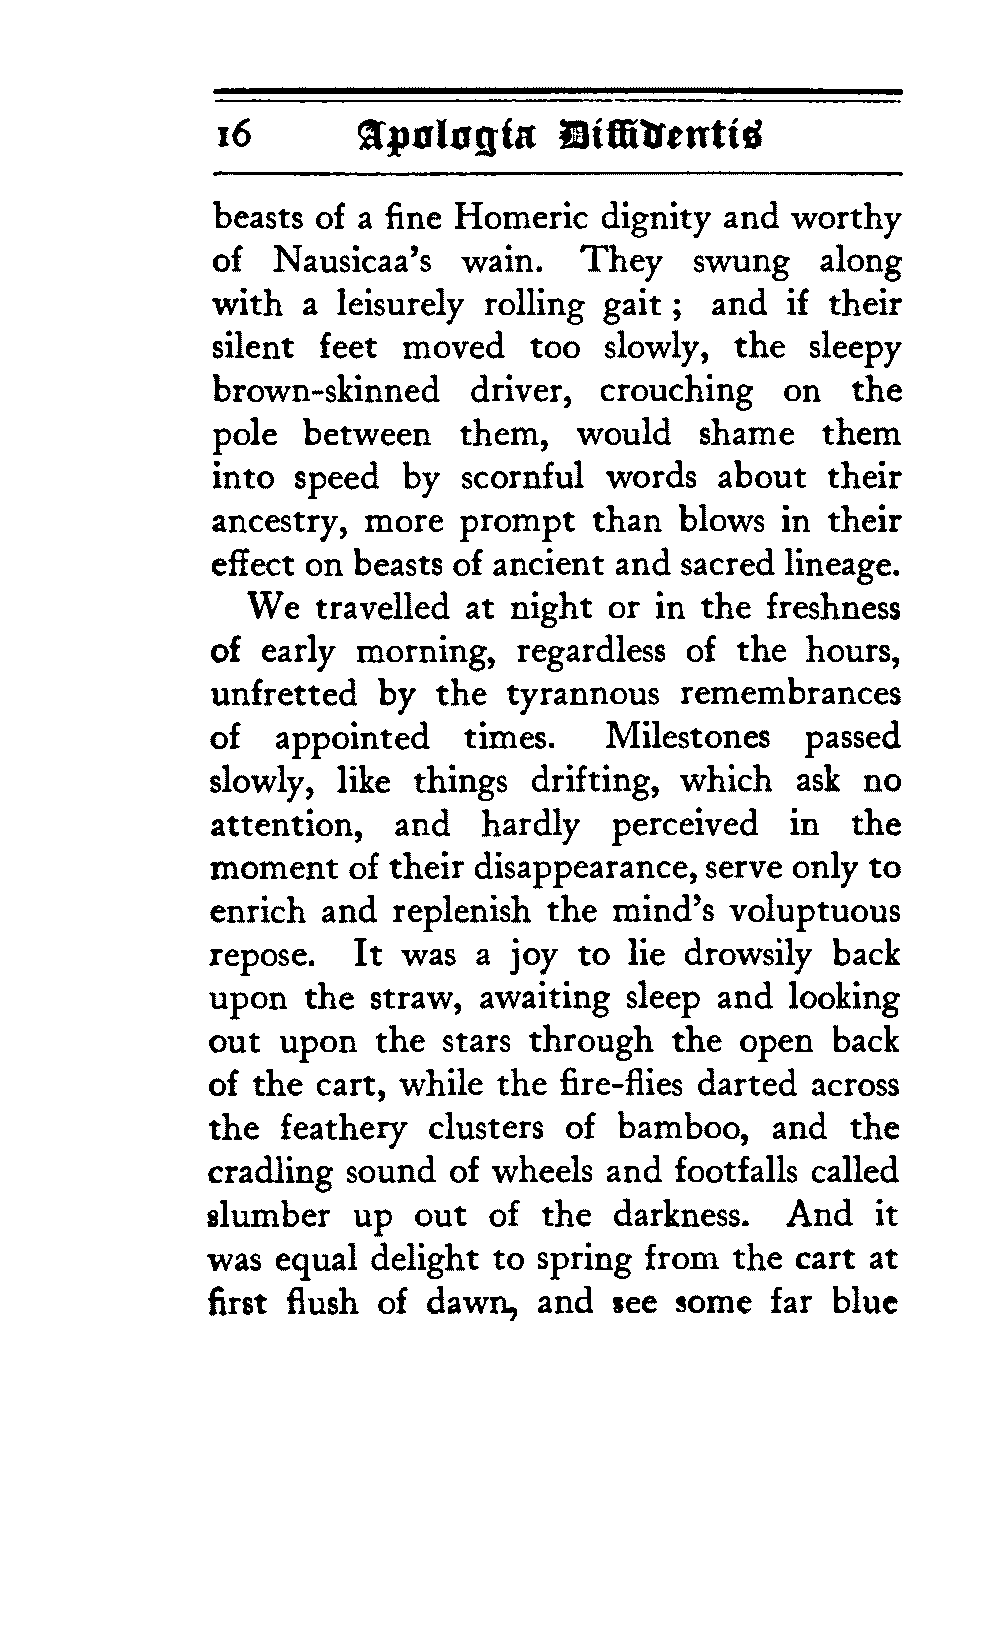 16 Apologia Diffidentis
beasts of a fine Homeric dignity and worthy
of Nausicaa's wain. They swung along
with a leisurely rolling gait ; and if their
silent feet moved too slowly, the sleepy
brown-skinned driver, crouching on the
pole between them, would shame them
into speed by scornful words about their
ancestry, more prompt than blows in their
effect on beasts of ancient and sacred lineage.
We travelled at night or in the freshness
of early morning, regardless of the hours,
unfretted by the tyrannous remembrances
of appointed times. Milestones passed
slowly, like things drifting, which ask no
attention, and hardly perceived in the
moment of their disappearance, serve only to
enrich and replenish the mind's voluptuous
repose. It was a joy to lie drowsily back
upon the straw, awaiting sleep and looking
out upon the stars through the open back
of the cart, while the fire-flies darted across
the feathery clusters of bamboo, and the
cradling sound of wheels and footfalls called
slumber up out of the darkness. And it
was equal delight to spring from the cart at
first flush of dawn, and see some far blue